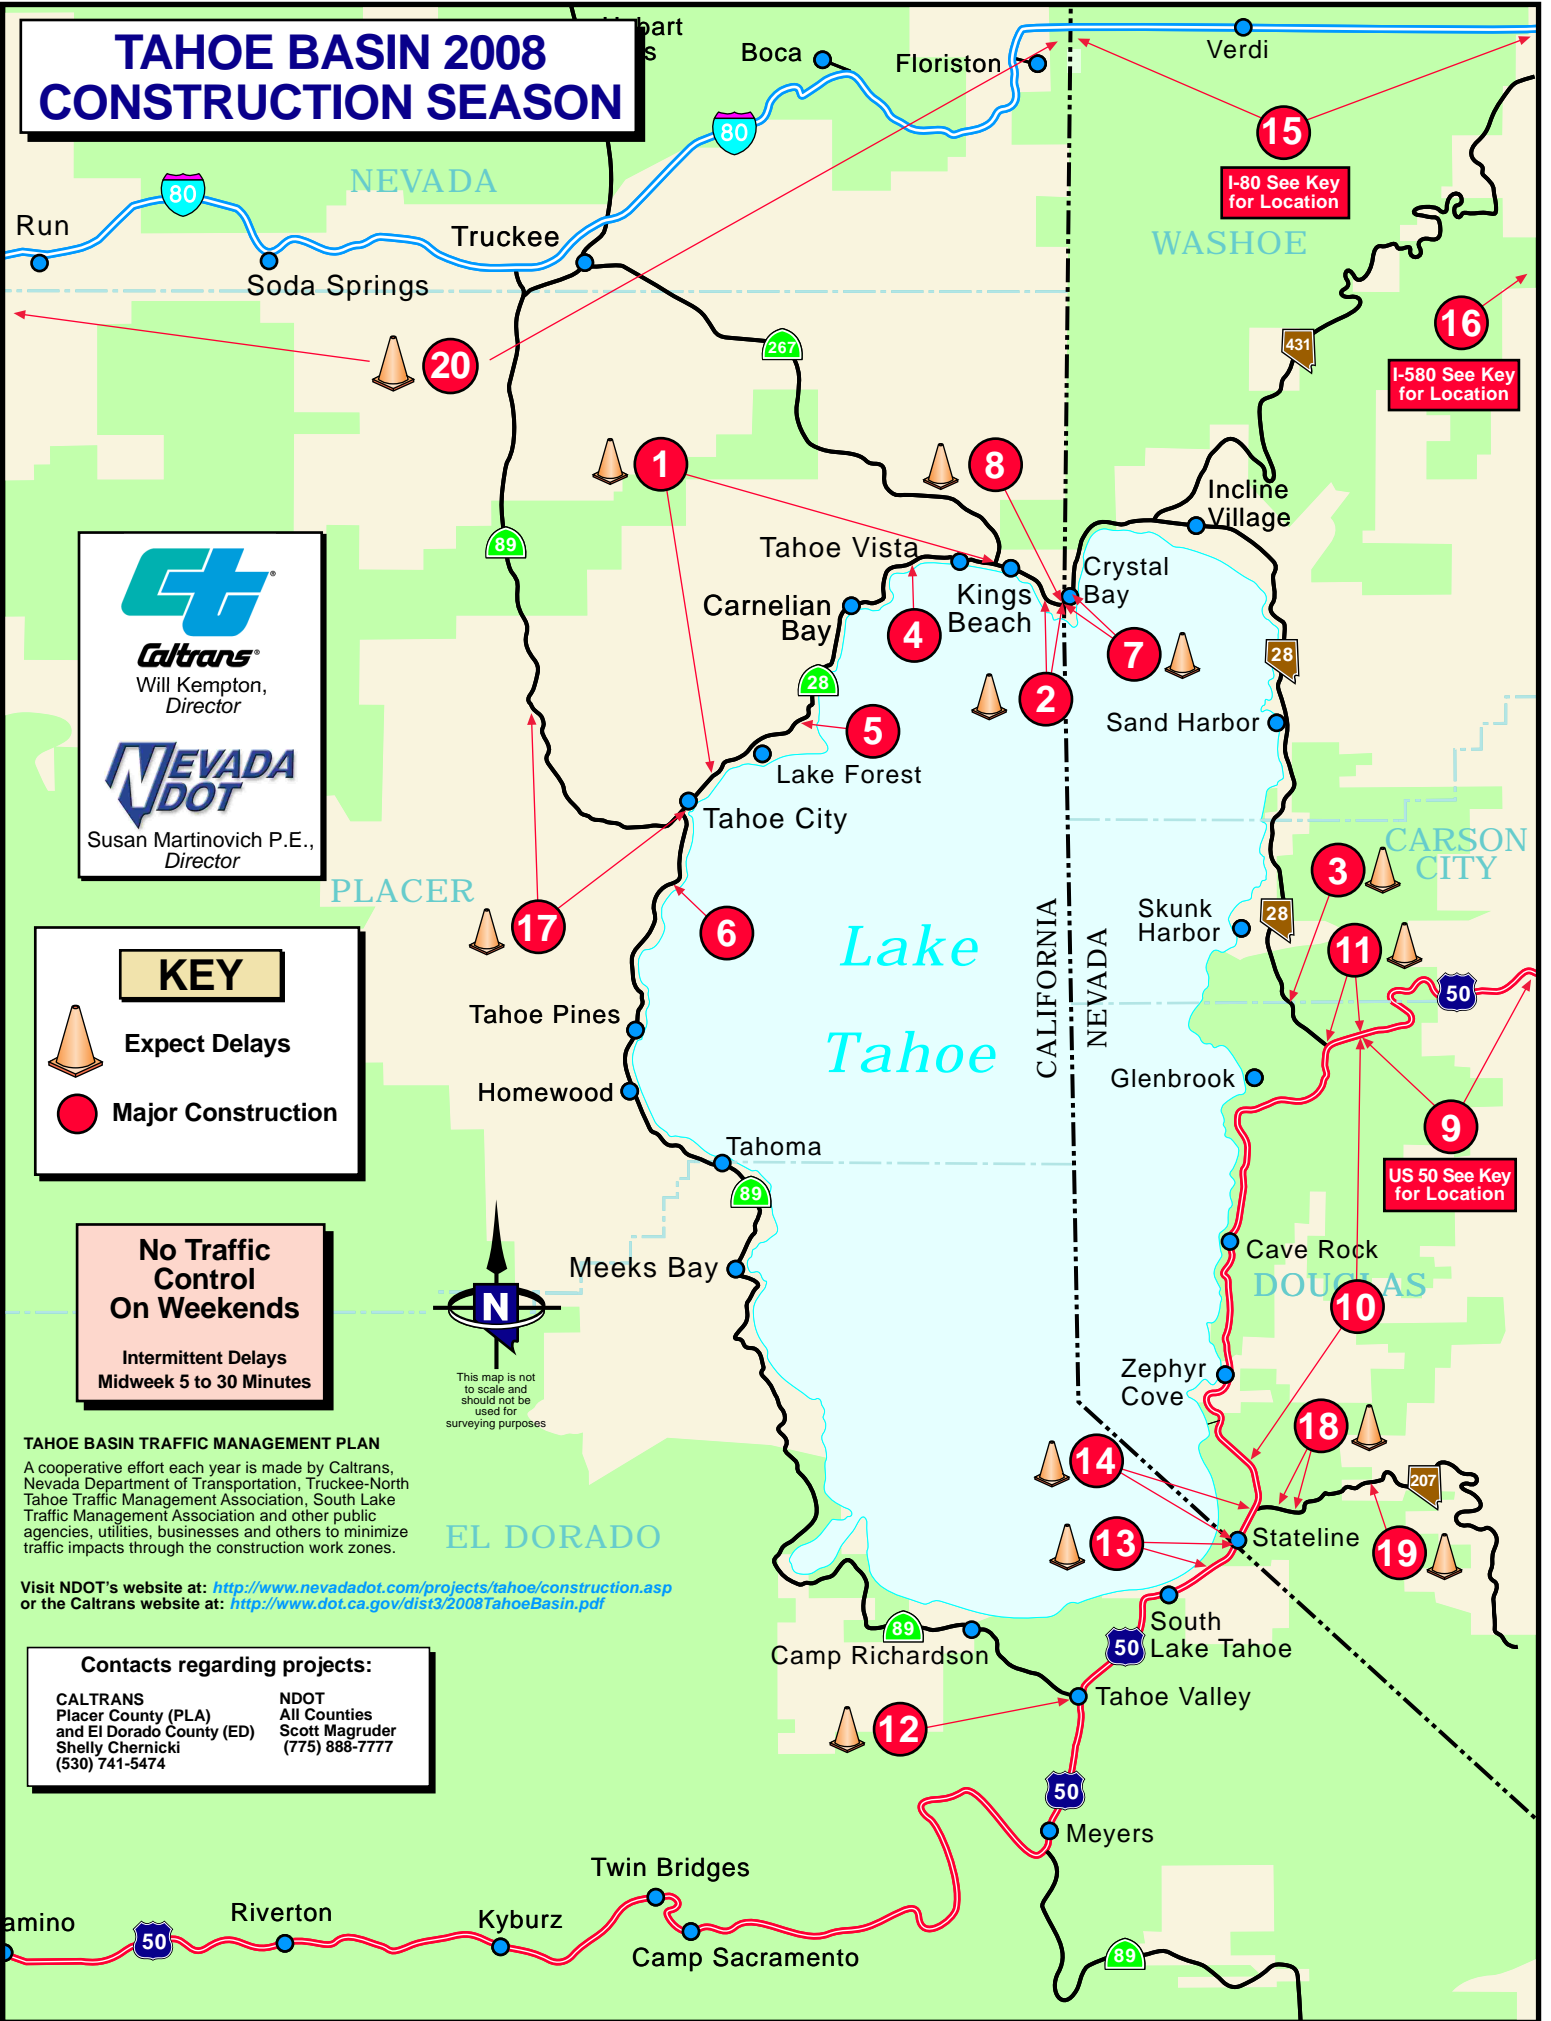 TAHOE BASIN 2008
CONSTRUCTION SEASON
Boca
Floriston
Verdi
80
15
I-80 See Key
for Location
NEVADA
80
Run
Truckee
WASHOE
Soda Springs
16
I-580 See Key
for Location
20
267
431
1
8
Incline
Village
89
Tahoe Vista
Crystal
Bay
Kings
Beach
Carnelian
Bay
4
7
28
28
2
Caltrans
Will Kempton,
Director
NEVADA
DOT
Susan Martinovich P.E.,
Director
5
Sand Harbor
Lake Forest
Tahoe City
CARSON
CITY
3
PLACER
17
6
Skunk
Harbor
28
11
Lake
Tahoe
CALIFORNIA
NEVADA
50
KEY
Expect Delays
Major Construction
Tahoe Pines
Homewood
Glenbrook
9
US 50 See Key
for Location
Tahoma
89
No Traffic
Control
On Weekends
Intermittent Delays
Midweek 5 to 30 Minutes
Meeks Bay
N
This map is not
to scale and
should not be
used for
surveying purposes
Cave Rock
DOUGLAS
10
Zephyr
Cove
18
14
207
TAHOE BASIN TRAFFIC MANAGEMENT PLAN
A cooperative effort each year is made by Caltrans,
Nevada Department of Transportation, Truckee-North
Tahoe Traffic Management Association, South Lake
Traffic Management Association and other public
agencies, utilities, businesses and others to minimize
traffic impacts through the construction work zones.
EL DORADO
13
Stateline
19
Visit NDOT's website at: http://www.nevadadot.com/projects/tahoe/construction.asp
or the Caltrans website at: http://www.dot.ca.gov/dist3/2008TahoeBasin.pdf
89
Camp Richardson
50
South
Lake Tahoe
Contacts regarding projects:
CALTRANS
Placer County (PLA)
and El Dorado County (ED)
Shelly Chernicki
(530) 741-5474
NDOT
All Counties
Scott Magruder
(775) 888-7777
Tahoe Valley
12
50
Meyers
Twin Bridges
amino
50
Riverton
Kyburz
Camp Sacramento
89